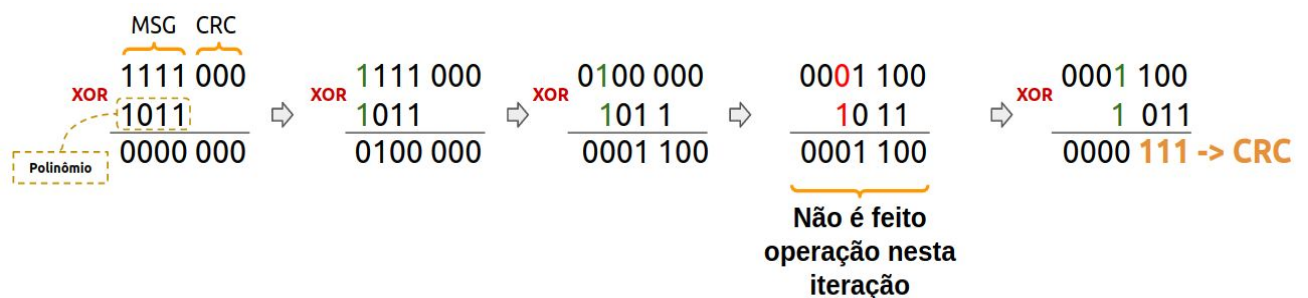 MSG CRC
1111 000
XOR
1011
0000 000
Polinômio
1111 000
XOR
1011
0100 000
0100 000
XOR
1011
0001 100
0001 100
10 11
0001 100
Não é feito
operação nesta
iteração
0001 100
XOR
1 011
0000 111 -> CRC